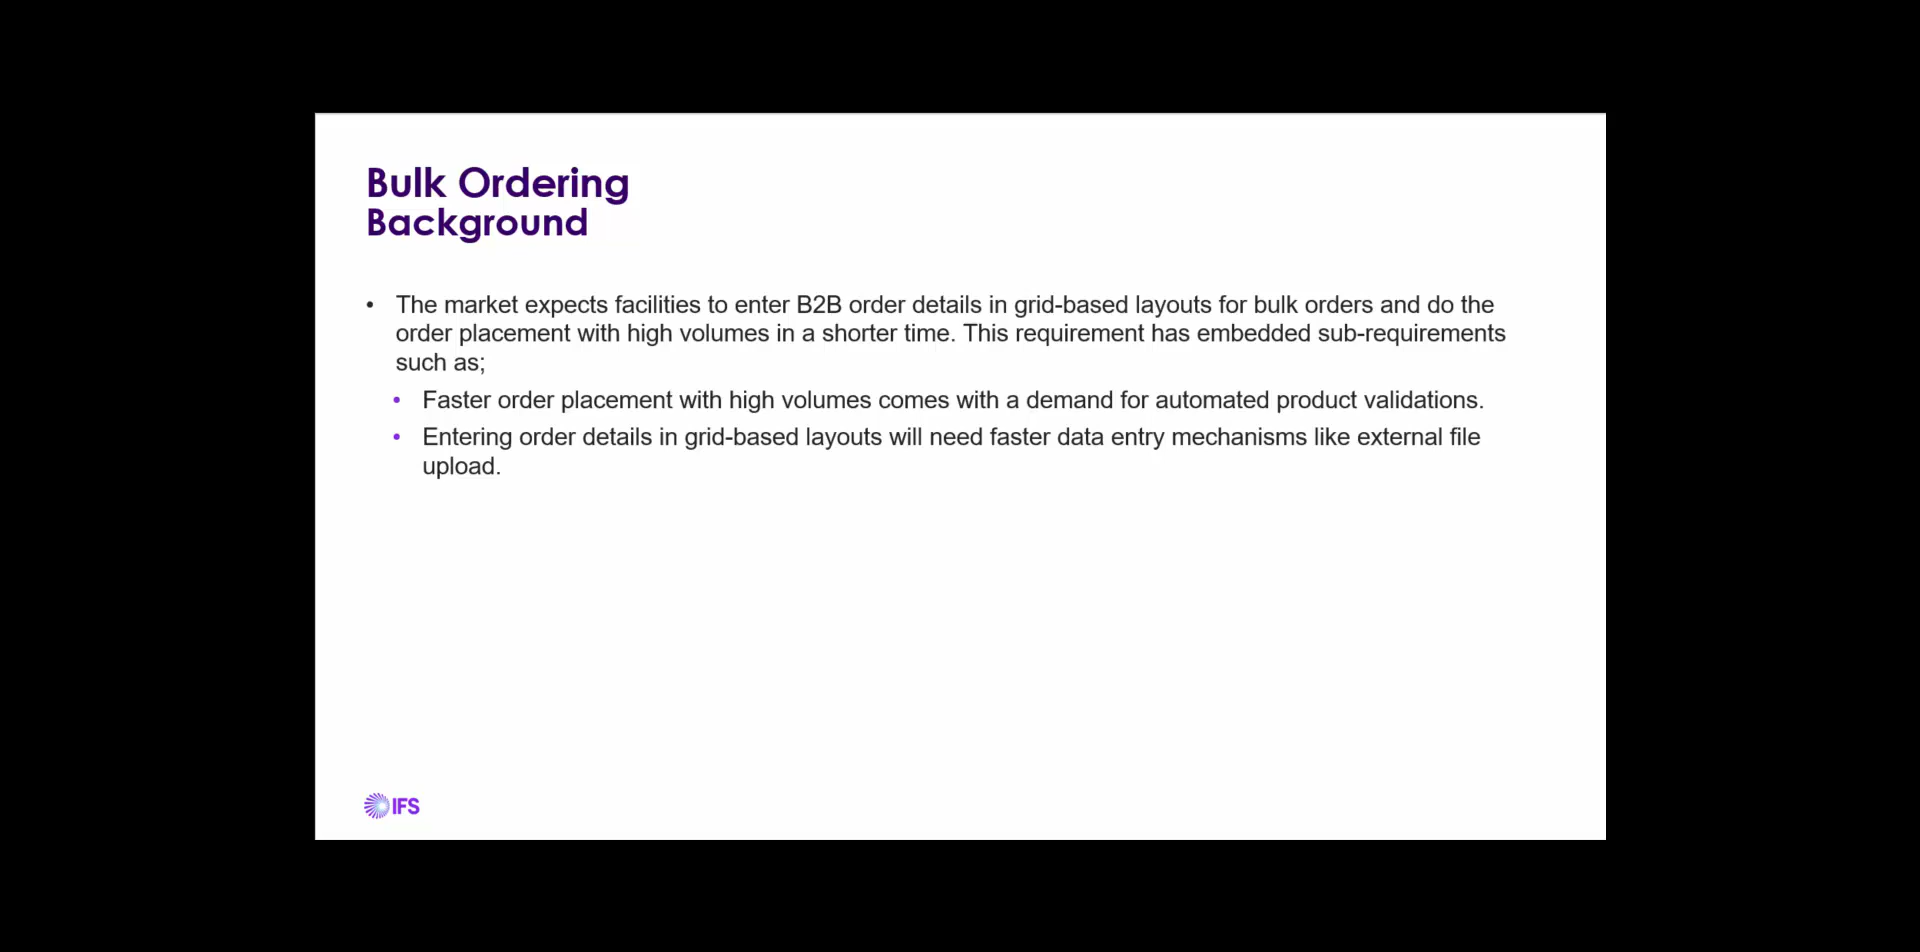 Bulk Ordering
Background
• The market expects facilities to enter B2B order details in grid-based layouts for bulk orders and do the
order placement with high volumes in a shorter time. This requirement has embedded sub-requirements
such as;
• Faster order placement with high volumes comes with a demand for automated product validations.
• Entering order details in grid-based layouts will need faster data entry mechanisms like external file
upload.
IFS